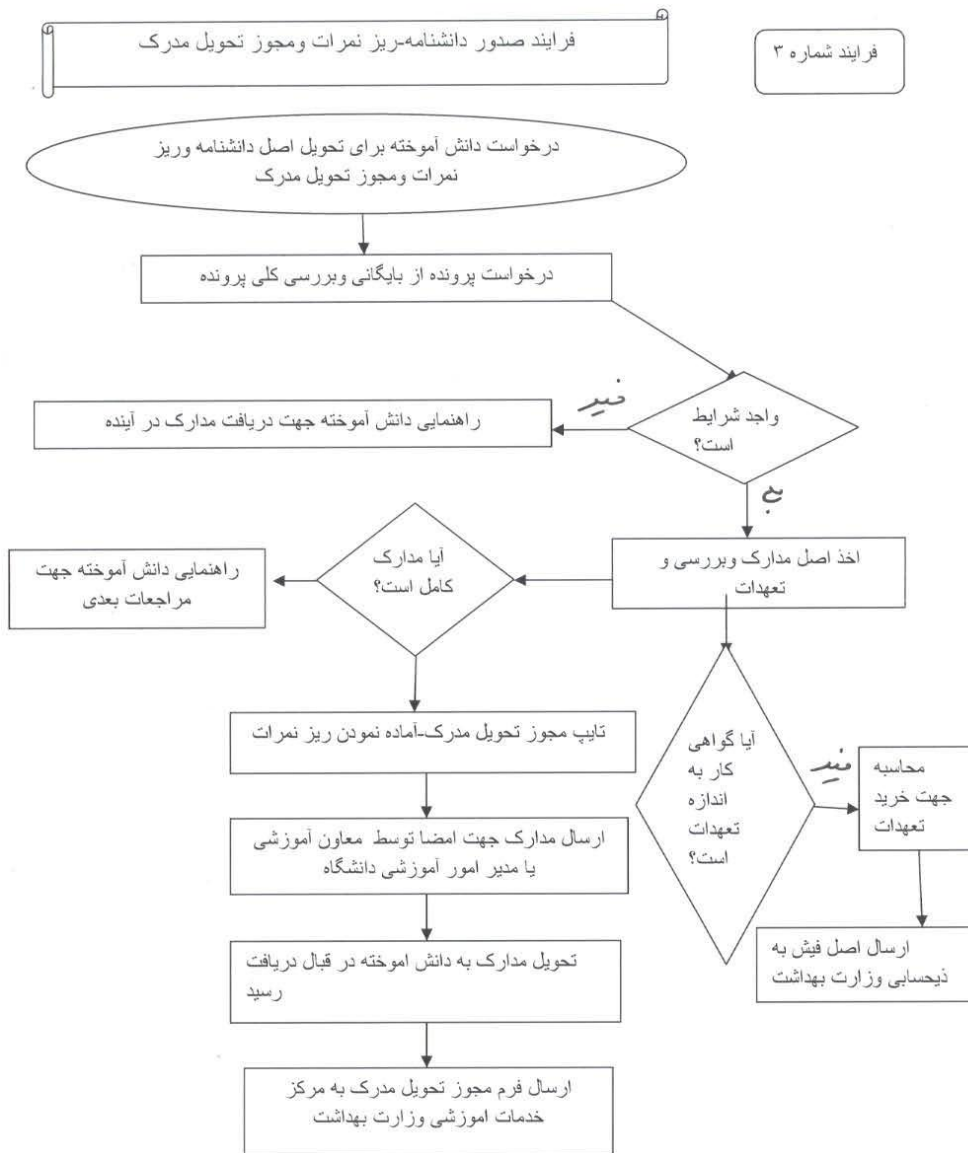 فرایند شماره ۳
فرایند صدور دانشنامه-ریز نمرات ومجوز تحویل مدرک
درخواست دانش آموخته برای تحویل اصل دانشنامه وریز
نمرات ومجوز تحویل مدرک
درخواست پرونده از بایگانی وبررسی کلی پرونده
واجد شرایط
است؟
خیر
راهنمایی دانش آموخته جهت دریافت مدارک در آینده
بلی
اخذ اصل مدارک وبررسی و
تعهدات
آیا مدارک
کامل است؟
راهنمایی دانش آموخته جهت
مراجعات بعدی
آیا گواهی
کار به
اندازه
تعهدات
است؟
خیر
محاسبه
جهت خرید
تعهدات
ارسال اصل فیش به
ذیحسابی وزارت بهداشت
تایپ مجوز تحویل مدرک-آماده نمودن ریز نمرات
ارسال مدارک جهت امضا توسط معاون آموزشی
یا مدیر امور آموزشی دانشگاه
تحویل مدارک به دانش اموخته در قبال دریافت
رسید
ارسال فرم مجوز تحویل مدرک به مرکز
خدمات اموزشی وزارت بهداشت